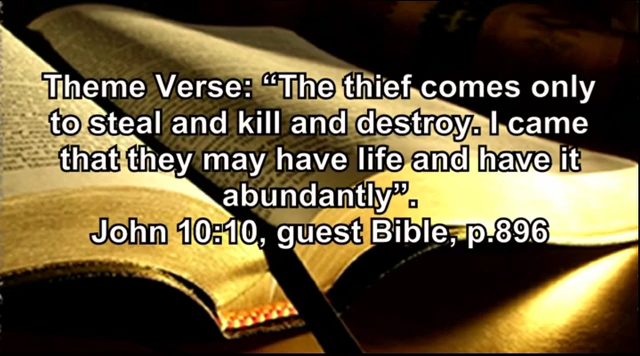 Theme Verse: “The thief comes only
to steal and kill and destroy. I came
that they may have life and have it
abundantly”.
John 10:10, guest Bible, p.896